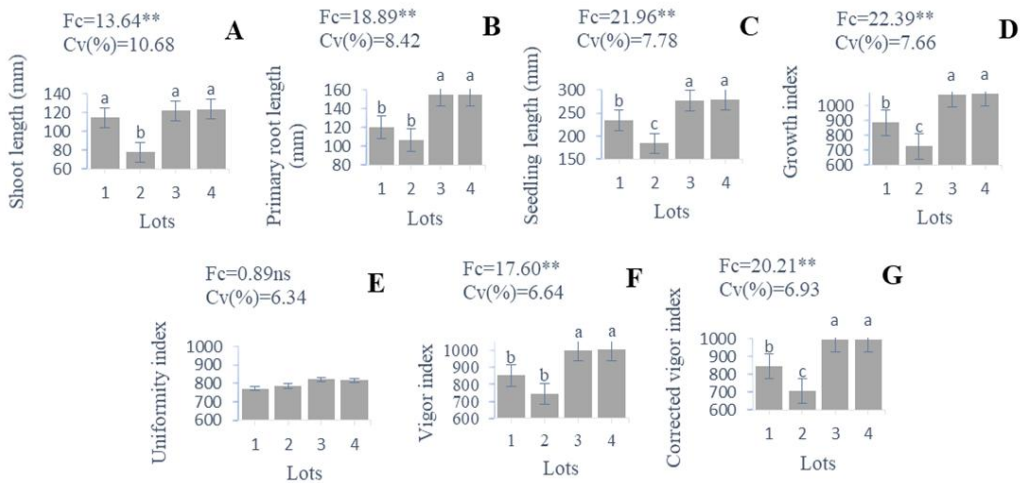 Fc=13.64**
Cv(%)=10.68
A
Shoot length (mm)
140
120
100
80
60
a
b
a
a
1 2 3 4
Lots
Fc=18.89**
Cv(%)=8.42
B
Primary root length
(mm)
160
140
120
100
80
b
b
a
a
1 2 3 4
Lots
Fc=21.96**
Cv(%)=7.78
C
Seedling length (mm)
300
250
200
150
b
c
a
a
1 2 3 4
Lots
Fc=22.39**
Cv(%)=7.66
D
Growth index
1000
900
800
700
600
b
c
a
a
1 2 3 4
Lots
Fc=0.89ns
Cv(%)=6.34
E
Uniformity index
1000
900
800
700
600
1 2 3 4
Lots
Fc=17.60**
Cv(%)=6.64
F
Vigor index
1000
900
800
700
600
b
b
a
a
1 2 3 4
Lots
Fc=20.21**
Cv(%)=6.93
G
Corrected vigor index
1000
900
800
700
600
b
c
a
a
1 2 3 4
Lots